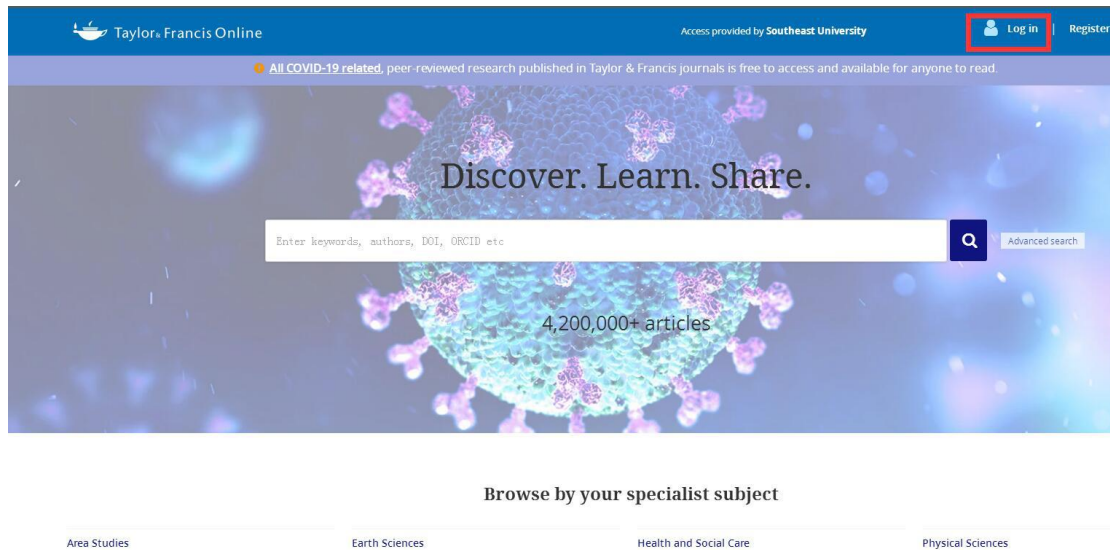 Taylor & Francis Online
Access provided by Southeast University
Log in | Register
All COVID-19 related, peer-reviewed research published in Taylor & Francis journals is free to access and available for anyone to read.
Discover. Learn. Share.
Enter keywords, authors, DOI, ORCID etc
Advanced search
4,200,000+ articles
Browse by your specialist subject
Area Studies
Earth Sciences
Health and Social Care
Physical Sciences